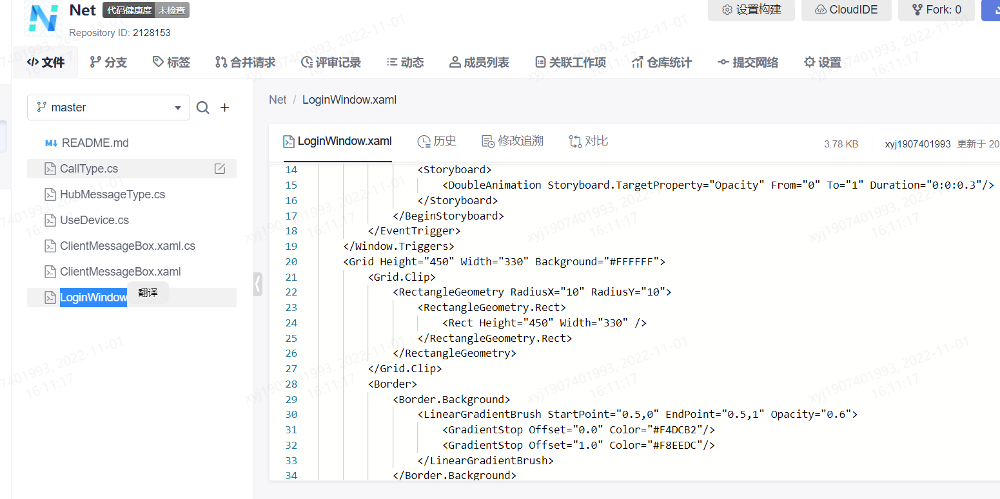 Net 代码健康度 未检查
设置构建 CloudIDE Fork: 0
Repository ID: 2128153
文件 分支 标签 合并请求 评审记录 动态 成员列表 关联工作项 仓库统计 提交网络 设置
master
README.md
CallType.cs
HubMessageType.cs
UseDevice.cs
ClientMessageBox.xaml.cs
ClientMessageBox.xaml
LoginWindow
翻译
Net / LoginWindow.xaml
LoginWindow.xaml 历史 修改追溯 对比 3.78 KB xyj1907401993 更新于 20
14 <Storyboard>
15 <DoubleAnimation Storyboard.TargetProperty="Opacity" From="0" To="1" Duration="0:0:0.3"/>
16 </Storyboard>
17 </BeginStoryboard>
18 </EventTrigger>
19 </Window.Triggers>
20 <Grid Height="450" Width="330" Background="#FFFFFF">
21 <Grid.Clip>
22 <RectangleGeometry RadiusX="10" RadiusY="10">
23 <RectangleGeometry.Rect>
24 <Rect Height="450" Width="330" />
25 </RectangleGeometry.Rect>
26 </RectangleGeometry>
27 </Grid.Clip>
28 <Border>
29 <Border.Background>
30 <LinearGradientBrush StartPoint="0.5,0" EndPoint="0.5,1" Opacity="0.6">
31 <GradientStop Offset="0.0" Color="#F4DCB2"/>
32 <GradientStop Offset="1.0" Color="#F8EEDC"/>
33 </LinearGradientBrush>
34 </Border.Background>
xyj1907401993, 2022-11-01
16:11:17